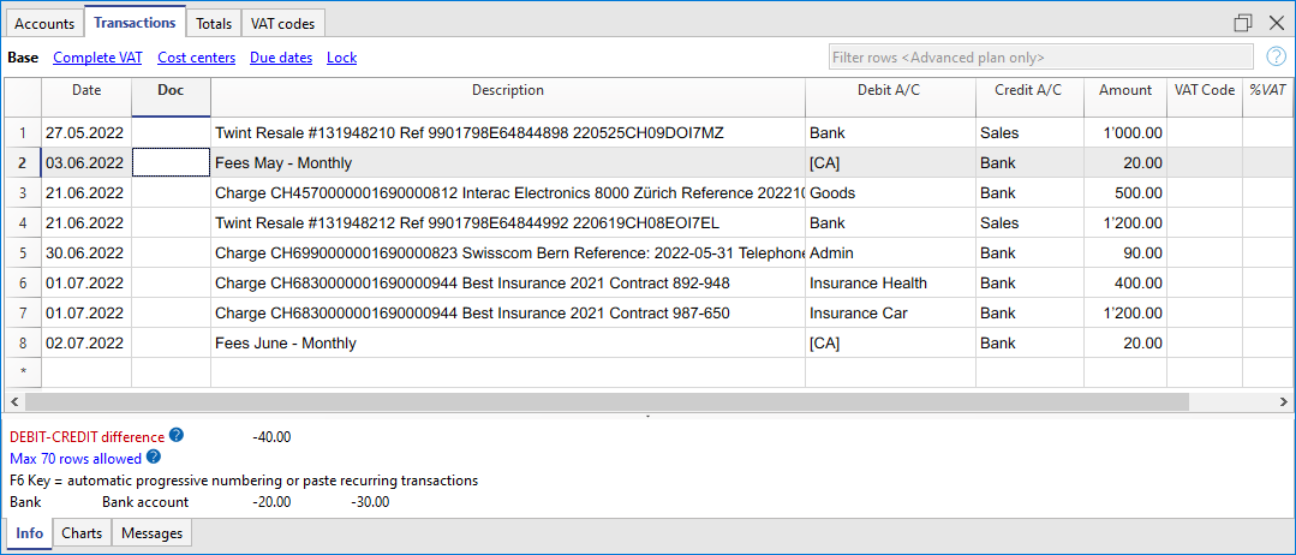 Accounts Transactions Totals VAT codes
Base Complete VAT Cost centers Due dates Lock Filter rows <Advanced plan only> ?
Date Doc Description Debit A/C Credit A/C Amount VAT Code %VAT
1 27.05.2022 Twint Resale #131948210 Ref 9901798E64844898 220525CH09DOI7MZ Bank Sales 1'000.00
2 03.06.2022 Fees May - Monthly [CA] Bank 20.00
3 21.06.2022 Charge CH4570000001690000812 Interac Electronics 8000 Zürich Reference 202210 Goods Bank 500.00
4 21.06.2022 Twint Resale #131948212 Ref 9901798E64844992 220619CH08EOI7EL Bank Sales 1'200.00
5 30.06.2022 Charge CH6990000001690000823 Swisscom Bern Reference: 2022-05-31 Telephone Admin Bank 90.00
6 01.07.2022 Charge CH6830000001690000944 Best Insurance 2021 Contract 892-948 Insurance Health Bank 400.00
7 01.07.2022 Charge CH6830000001690000944 Best Insurance 2021 Contract 987-650 Insurance Car Bank 1'200.00
8 02.07.2022 Fees June - Monthly [CA] Bank 20.00
*
DEBIT-CREDIT difference ? -40.00
Max 70 rows allowed ?
F6 Key = automatic progressive numbering or paste recurring transactions
Bank Bank account -20.00 -30.00
Info Charts Messages